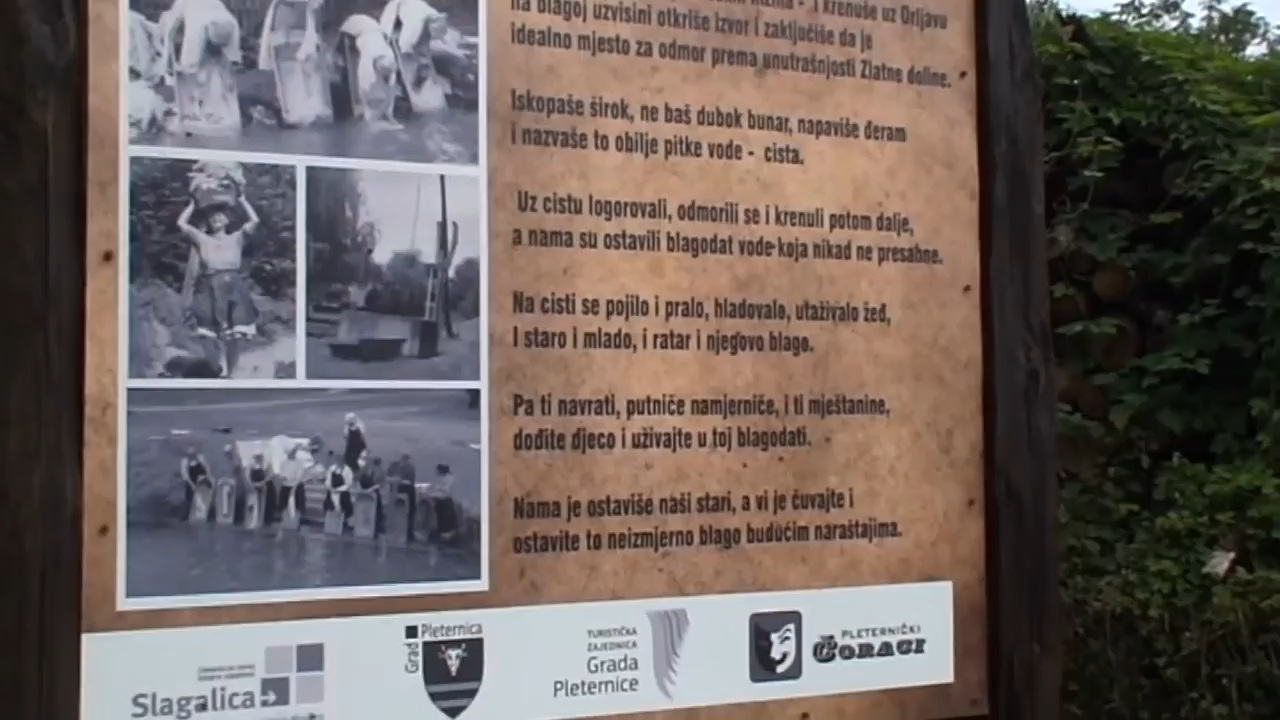 i krenuše uz Orljavu
na blagoj uzvisini otkriše izvor i zaključiše da je
idealno mjesto za odmor prema unutrašnjosti Zlatne doline.
Iskopaše širok, ne baš dubok bunar, napaviše đeram
i nazvaše to obilje pitke vode - cista.
Uz cistu logorovali, odmorili se i krenuli potom dalje,
a nama su ostavili blagodat vode koja nikad ne presahne.
Na cisti se pojilo i pralo, hladovalo, utaživalo žeđ,
I staro i mlado, i ratar i njegovo blago.
Pa ti navrati, putniče namjerniče, i ti mještanine,
dođite djeco i uživajte u toj blagodati.
Nama je ostaviše naši stari, a vi je čuvajte i
ostavite to neizmjerno blago budućim naraštajima.
Slagalica
Grad Pleternica
TURISTIČKA
ZAJEDNICA
Grada
Pleternice
PLETERNIČKI
ČORAGI